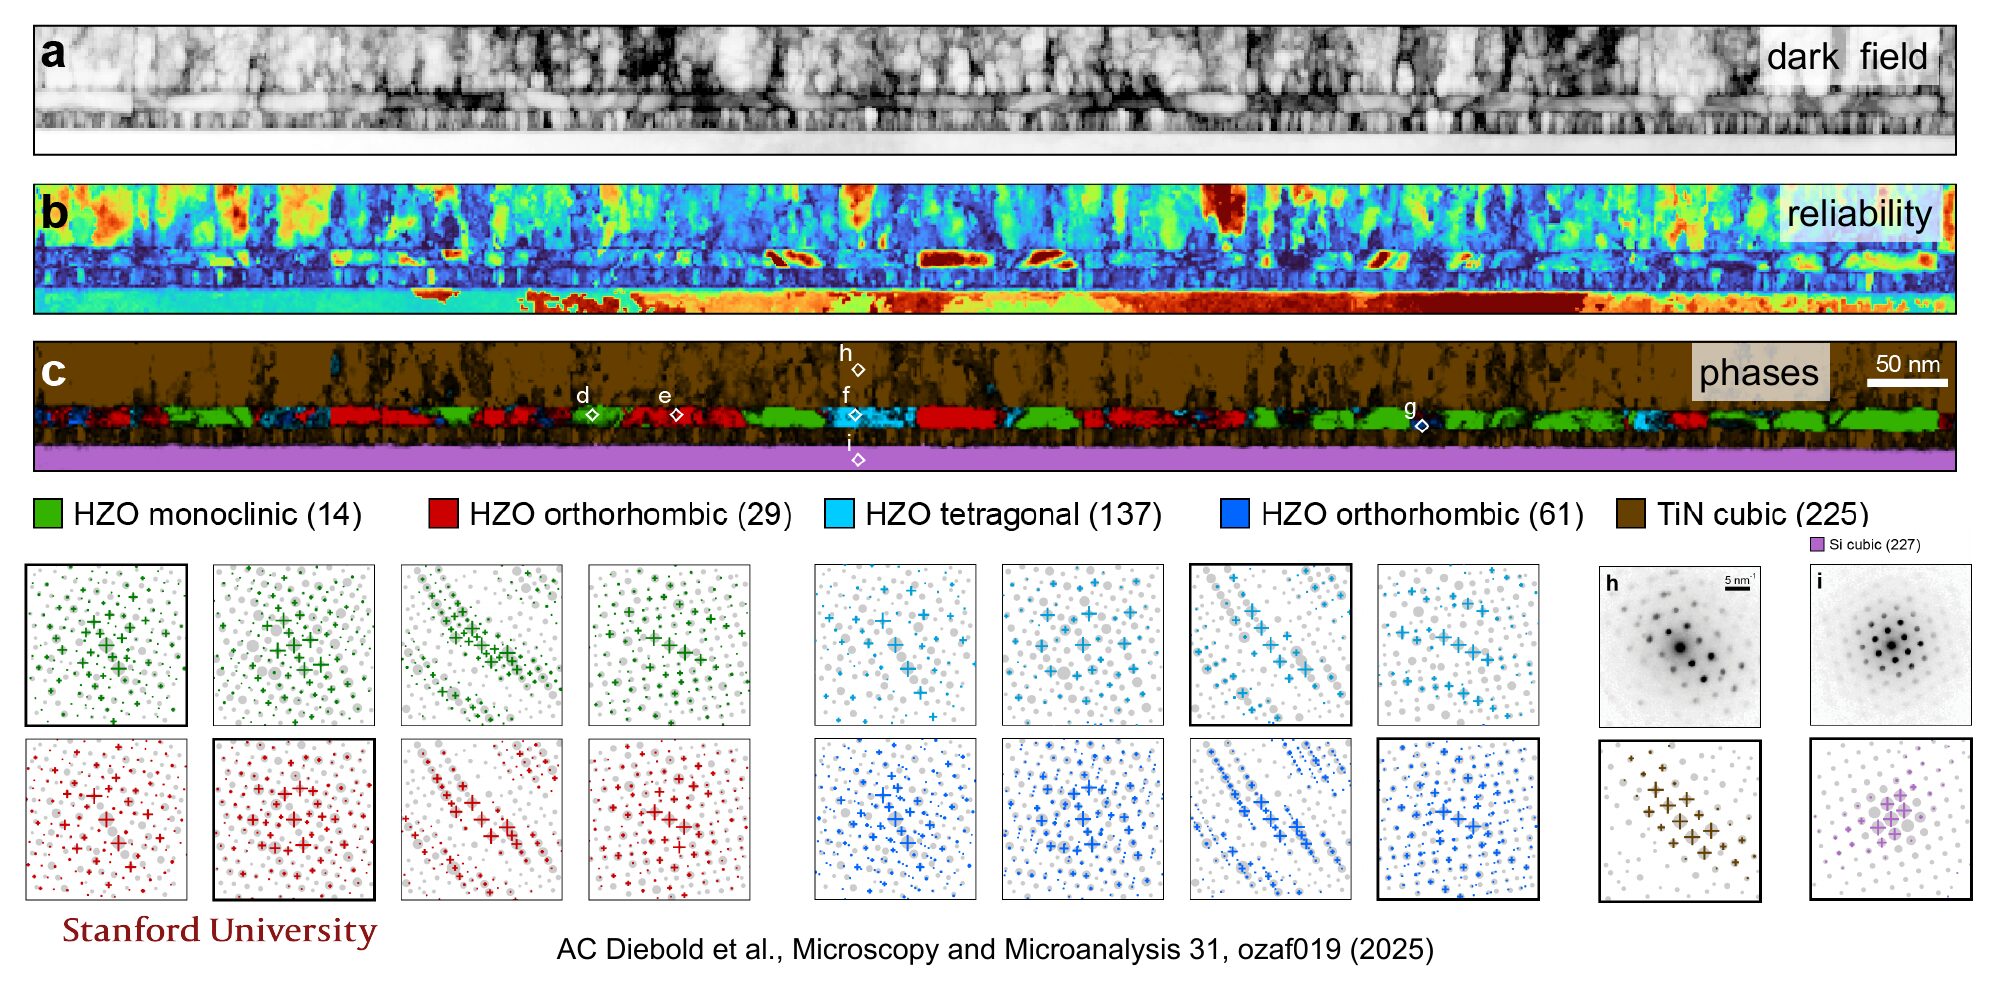 a
dark field
b
reliability
c
h
phases
50 nm
d
e
f
g
i
HZO monoclinic (14)
HZO orthorhombic (29)
HZO tetragonal (137)
HZO orthorhombic (61)
TiN cubic (225)
Si cubic (227)
h
5 nm-1
i
Stanford University
AC Diebold et al., Microscopy and Microanalysis 31, ozaf019 (2025)